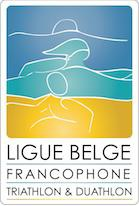 LIGUE BELGE
FRANCOPHONE
TRIATHLON & DUATHLON